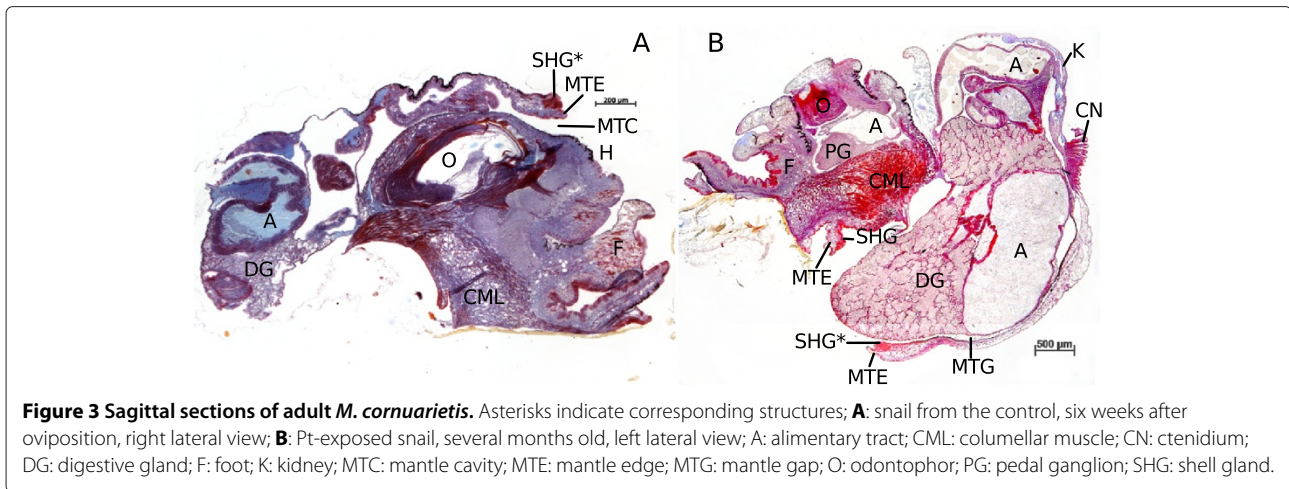 A
SHG*
MTE
200 µm
MTC
H
O
A
F
DG
CML
B
A
K
O
CN
A
PG
F
CML
SHG
MTE
DG
A
SHG*
MTE
MTG
500 µm
Figure 3 Sagittal sections of adult M. cornuarietis. Asterisks indicate corresponding structures; A: snail from the control, six weeks after
oviposition, right lateral view; B: Pt-exposed snail, several months old, left lateral view; A: alimentary tract; CML: columellar muscle; CN: ctenidium;
DG: digestive gland; F: foot; K: kidney; MTC: mantle cavity; MTE: mantle edge; MTG: mantle gap; O: odontophor; PG: pedal ganglion; SHG: shell gland.